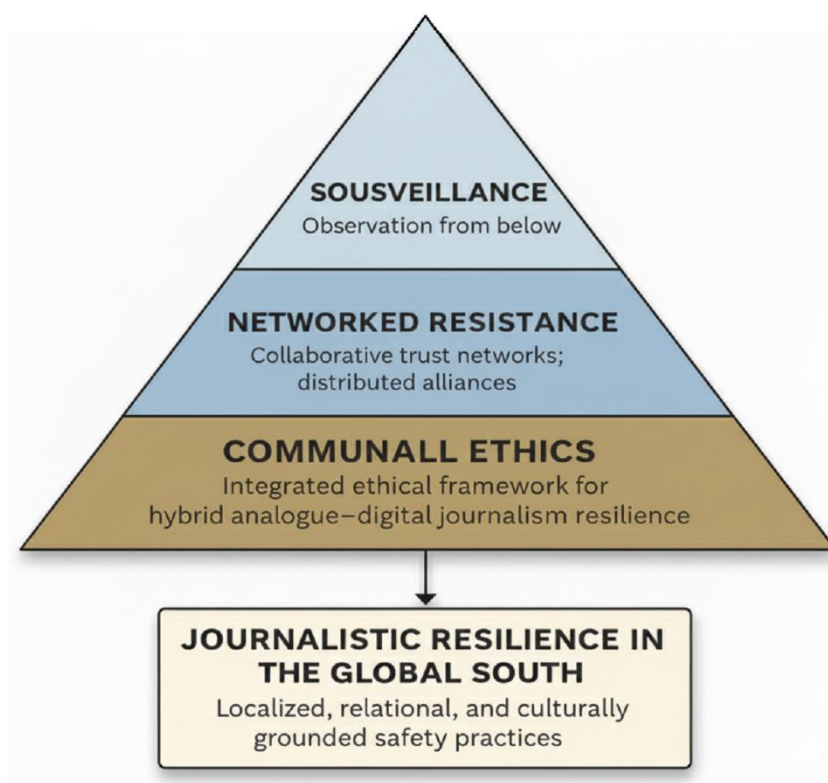 SOUSVEILLANCE
Observation from below
NETWORKED RESISTANCE
Collaborative trust networks;
distributed alliances
COMMUNALL ETHICS
Integrated ethical framework for
hybrid analogue–digital journalism resilience
JOURNALISTIC RESILIENCE IN
THE GLOBAL SOUTH
Localized, relational, and culturally
grounded safety practices